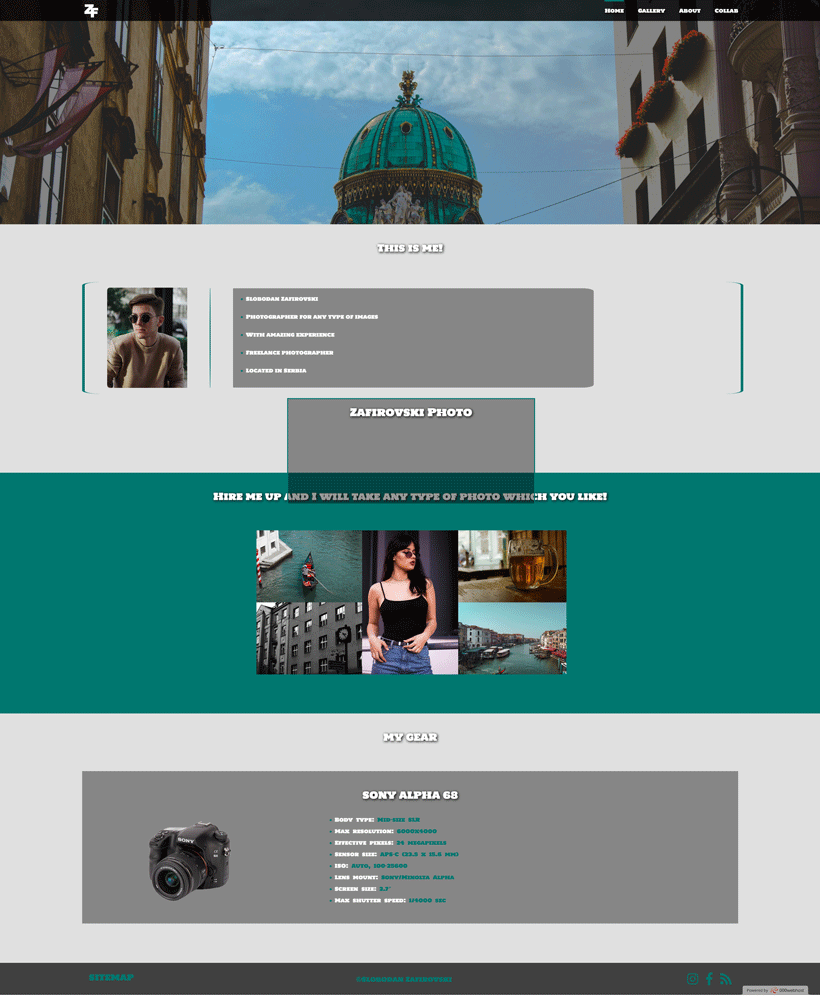 ZF
Home Gallery About Collab
This is me!
Slobodan Zafirovski
Photographer for any type of images
With amazing experience
Freelance photographer
Located in Serbia
Zafirovski Photo
Hire me up and I will take any type of photo which you like!
My Gear
SONY ALPHA 68
SONY
Body type: Mid-size SLR
Max resolution: 6000x4000
Effective pixels: 24 megapixels
Sensor size: APS-C (23.5 x 15.6 mm)
ISO: Auto, 100-25600
Lens mount: Sony/Minolta Alpha
Screen size: 2.7"
Max shutter speed: 1/4000 sec
SITEMAP
©Slobodan Zafirovski
Powered by 000webhost